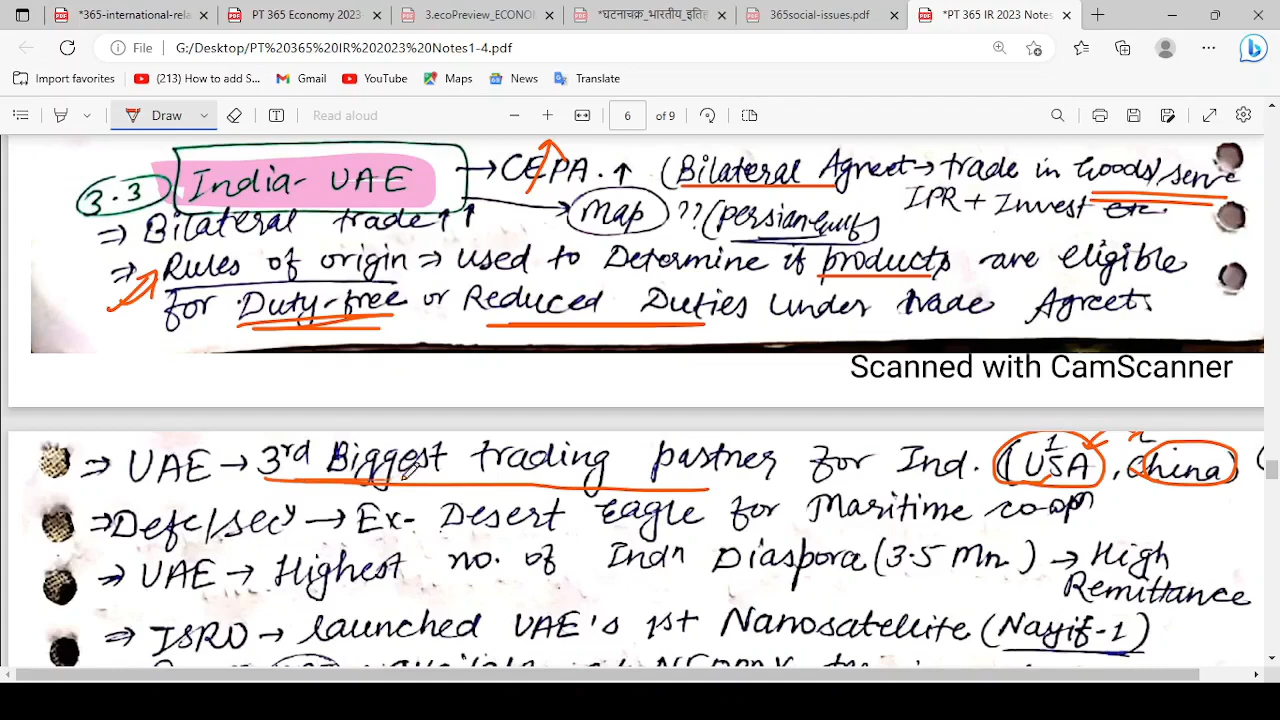 *365-international-rela
PT 365 Economy 2023
3.ecoPreview_ECONOM
*घटनाचक्र_भारतीय_इतिह
365social-issues.pdf
*PT 365 IR 2023 Notes
File G:/Desktop/PT%20365%20IR%202023%20Notes1-4.pdf
Import favorites (213) How to add S... Gmail YouTube Maps News Translate
Draw Read aloud 6 of 9
3.3 India- UAE → CEPA.↑ (Bilateral Agreet → trade in Goods/serve
IPR + Invest etc
→ Map ?? (persian gulf)
⇒ Bilateral trade↑↑
⇒ Rules of origin ⇒ used to Determine if products are eligible
for Duty-free or Reduced Duties under trade Agreets
Scanned with CamScanner
⇒ UAE → 3rd Biggest trading partner for Ind. (USA, China)
1
⇒ Defc/secy → Ex- Desert Eagle for Maritime co-opn
⇒ UAE → Highest no. of Indn Diaspora (3.5 Mn.) → High
Remittance
⇒ ISRO → launched UAE's 1st Nanosatellite (Nayif-1)